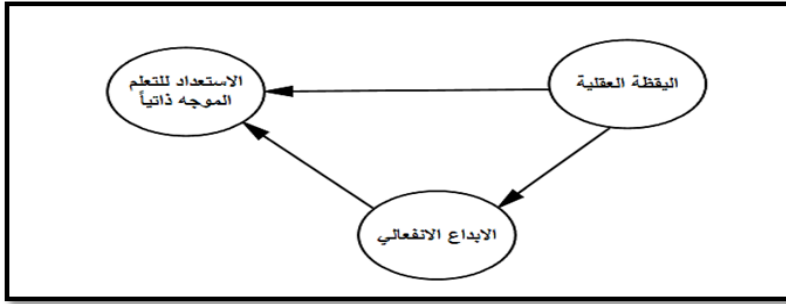 اليقظة العقلية
الاستعداد للتعلم
الموجه ذاتياً
الابداع الانفعالي